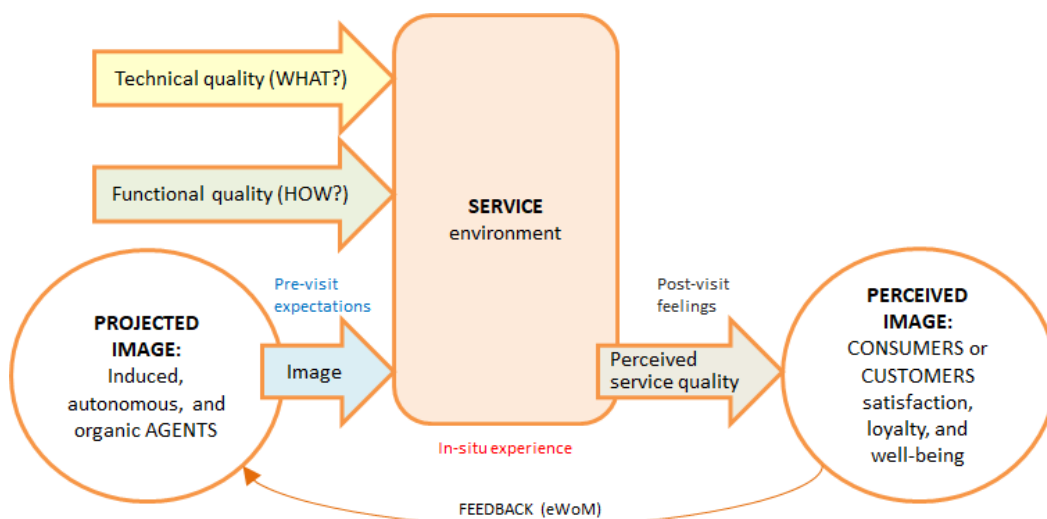 Technical quality (WHAT?)
Functional quality (HOW?)
SERVICE
environment
Pre-visit
expectations
Post-visit
feelings
PROJECTED
IMAGE:
Induced,
autonomous, and
organic AGENTS
Image
Perceived
service quality
PERCEIVED
IMAGE:
CONSUMERS or
CUSTOMERS
satisfaction,
loyalty, and
well-being
In-situ experience
FEEDBACK (eWoM)